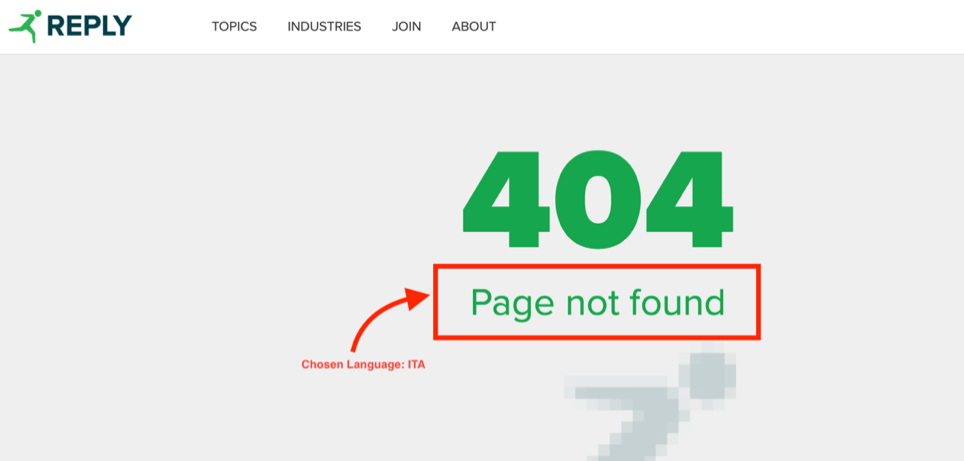 REPLY
TOPICS INDUSTRIES JOIN ABOUT
404
Page not found
Chosen Language: ITA